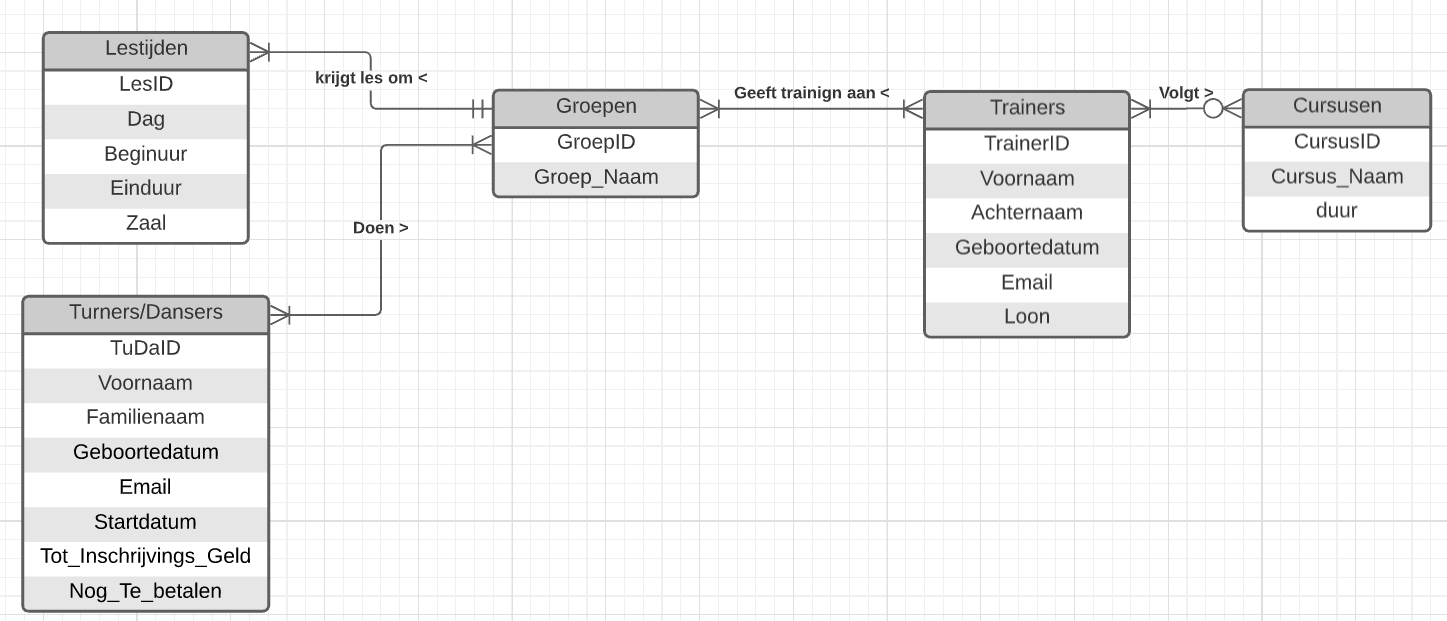 Lestijden
LesID
Dag
Beginuur
Einduur
Zaal
krijgt les om <
Groepen
GroepID
Groep_Naam
Geeft trainign aan <
Trainers
TrainerID
Voornaam
Achternaam
Geboortedatum
Email
Loon
Volgt >
Cursusen
CursusID
Cursus_Naam
duur
Doen >
Turners/Dansers
TuDaID
Voornaam
Familienaam
Geboortedatum
Email
Startdatum
Tot_Inschrijvings_Geld
Nog_Te_betalen